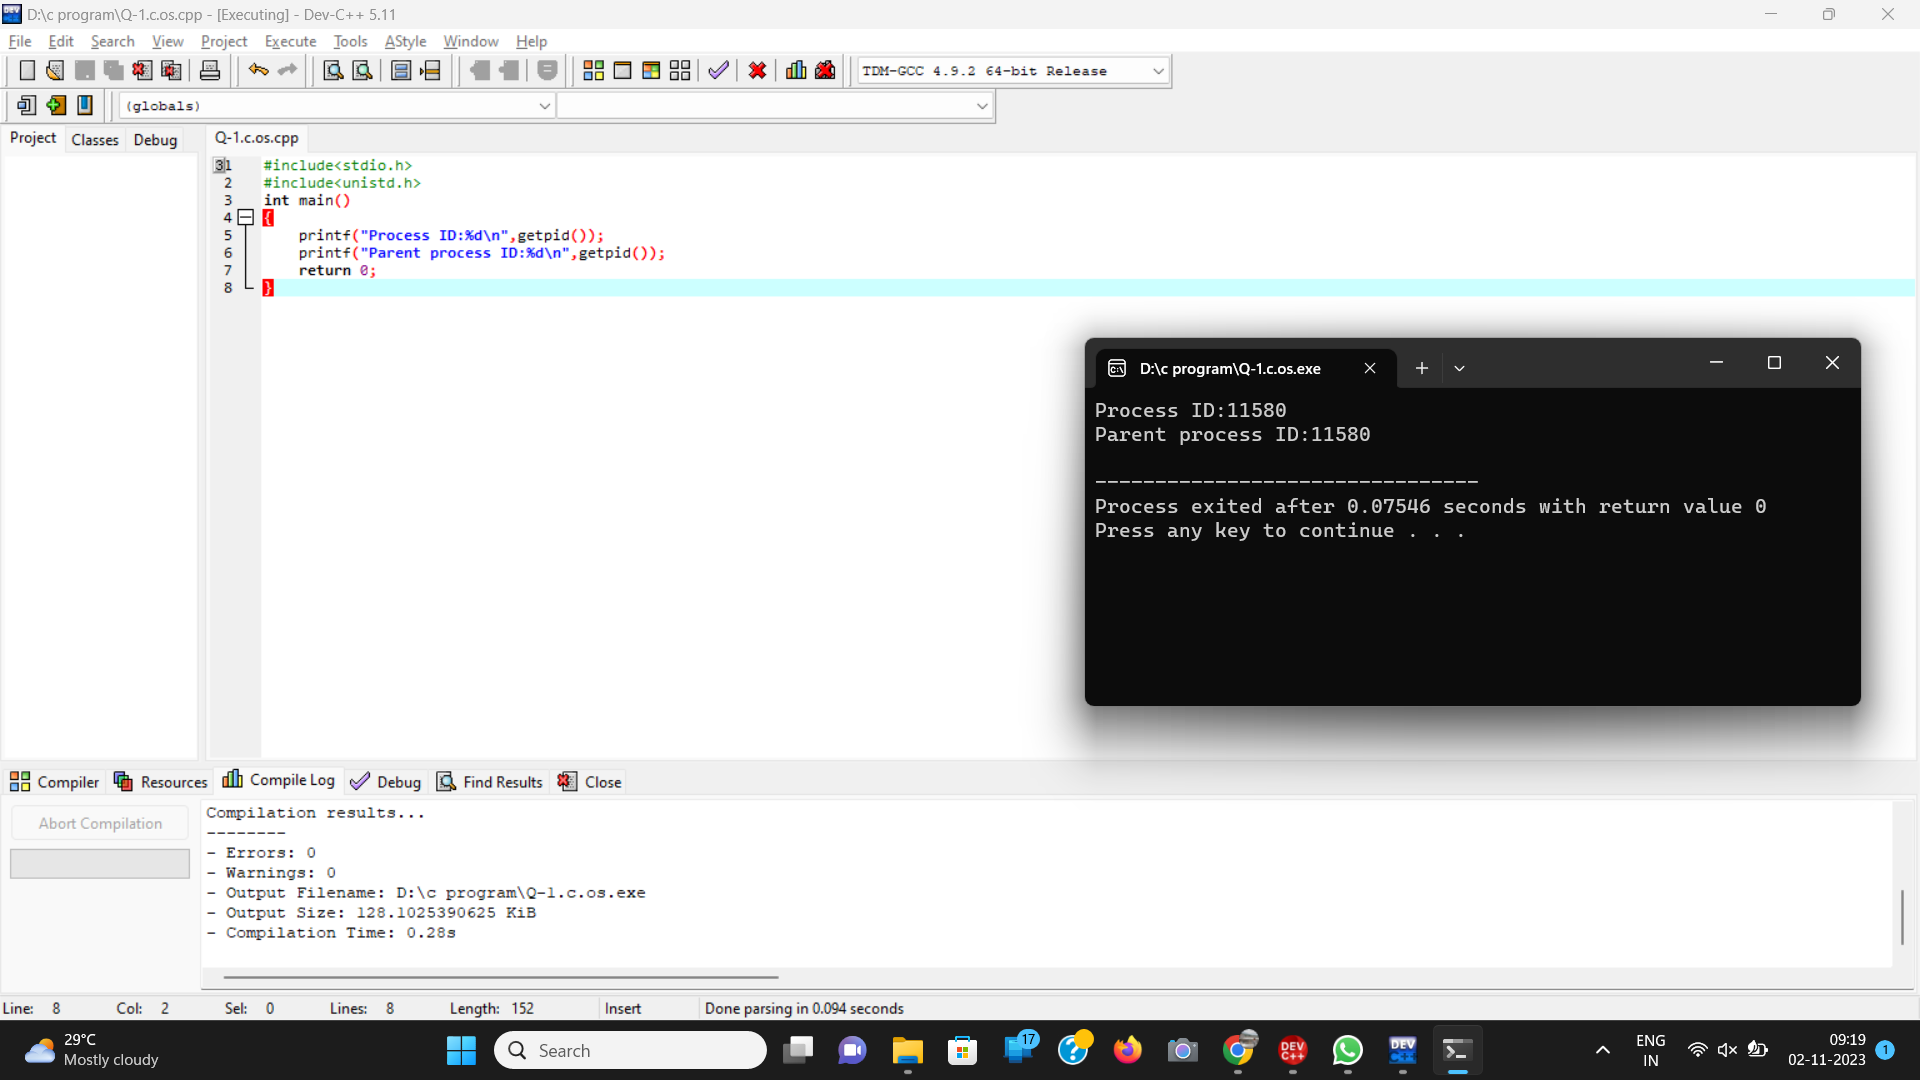 D:\c program\Q-1.c.os.cpp - [Executing] - Dev-C++ 5.11
File Edit Search View Project Execute Tools AStyle Window Help
TDM-GCC 4.9.2 64-bit Release
(globals)
Project Classes Debug
Q-1.c.os.cpp
1 #include<stdio.h>
2 #include<unistd.h>
3 int main()
4 {
5 printf("Process ID:%d\n",getpid());
6 printf("Parent process ID:%d\n",getpid());
7 return 0;
8 }
D:\c program\Q-1.c.os.exe
Process ID:11580
Parent process ID:11580
--------------------------------
Process exited after 0.07546 seconds with return value 0
Press any key to continue . . .
Compiler Resources Compile Log Debug Find Results Close
Abort Compilation
Compilation results...
--------
- Errors: 0
- Warnings: 0
- Output Filename: D:\c program\Q-1.c.os.exe
- Output Size: 128.1025390625 KiB
- Compilation Time: 0.28s
Line: 8 Col: 2 Sel: 0 Lines: 8 Length: 152 Insert Done parsing in 0.094 seconds
29°C
Mostly cloudy
Search
17
DEV C++
DEV C++
ENG
IN
09:19
02-11-2023
1